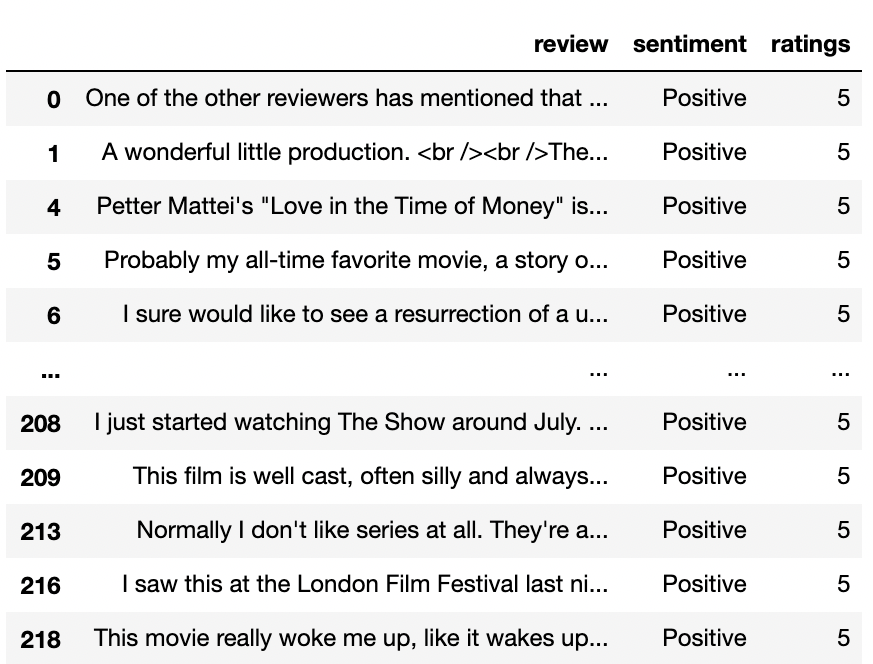 review sentiment ratings
0 One of the other reviewers has mentioned that ... Positive 5
1 A wonderful little production. <br /><br />The... Positive 5
4 Petter Mattei's "Love in the Time of Money" is... Positive 5
5 Probably my all-time favorite movie, a story o... Positive 5
6 I sure would like to see a resurrection of a u... Positive 5
... ... ... ...
208 I just started watching The Show around July. ... Positive 5
209 This film is well cast, often silly and always... Positive 5
213 Normally I don't like series at all. They're a... Positive 5
216 I saw this at the London Film Festival last ni... Positive 5
218 This movie really woke me up, like it wakes up... Positive 5